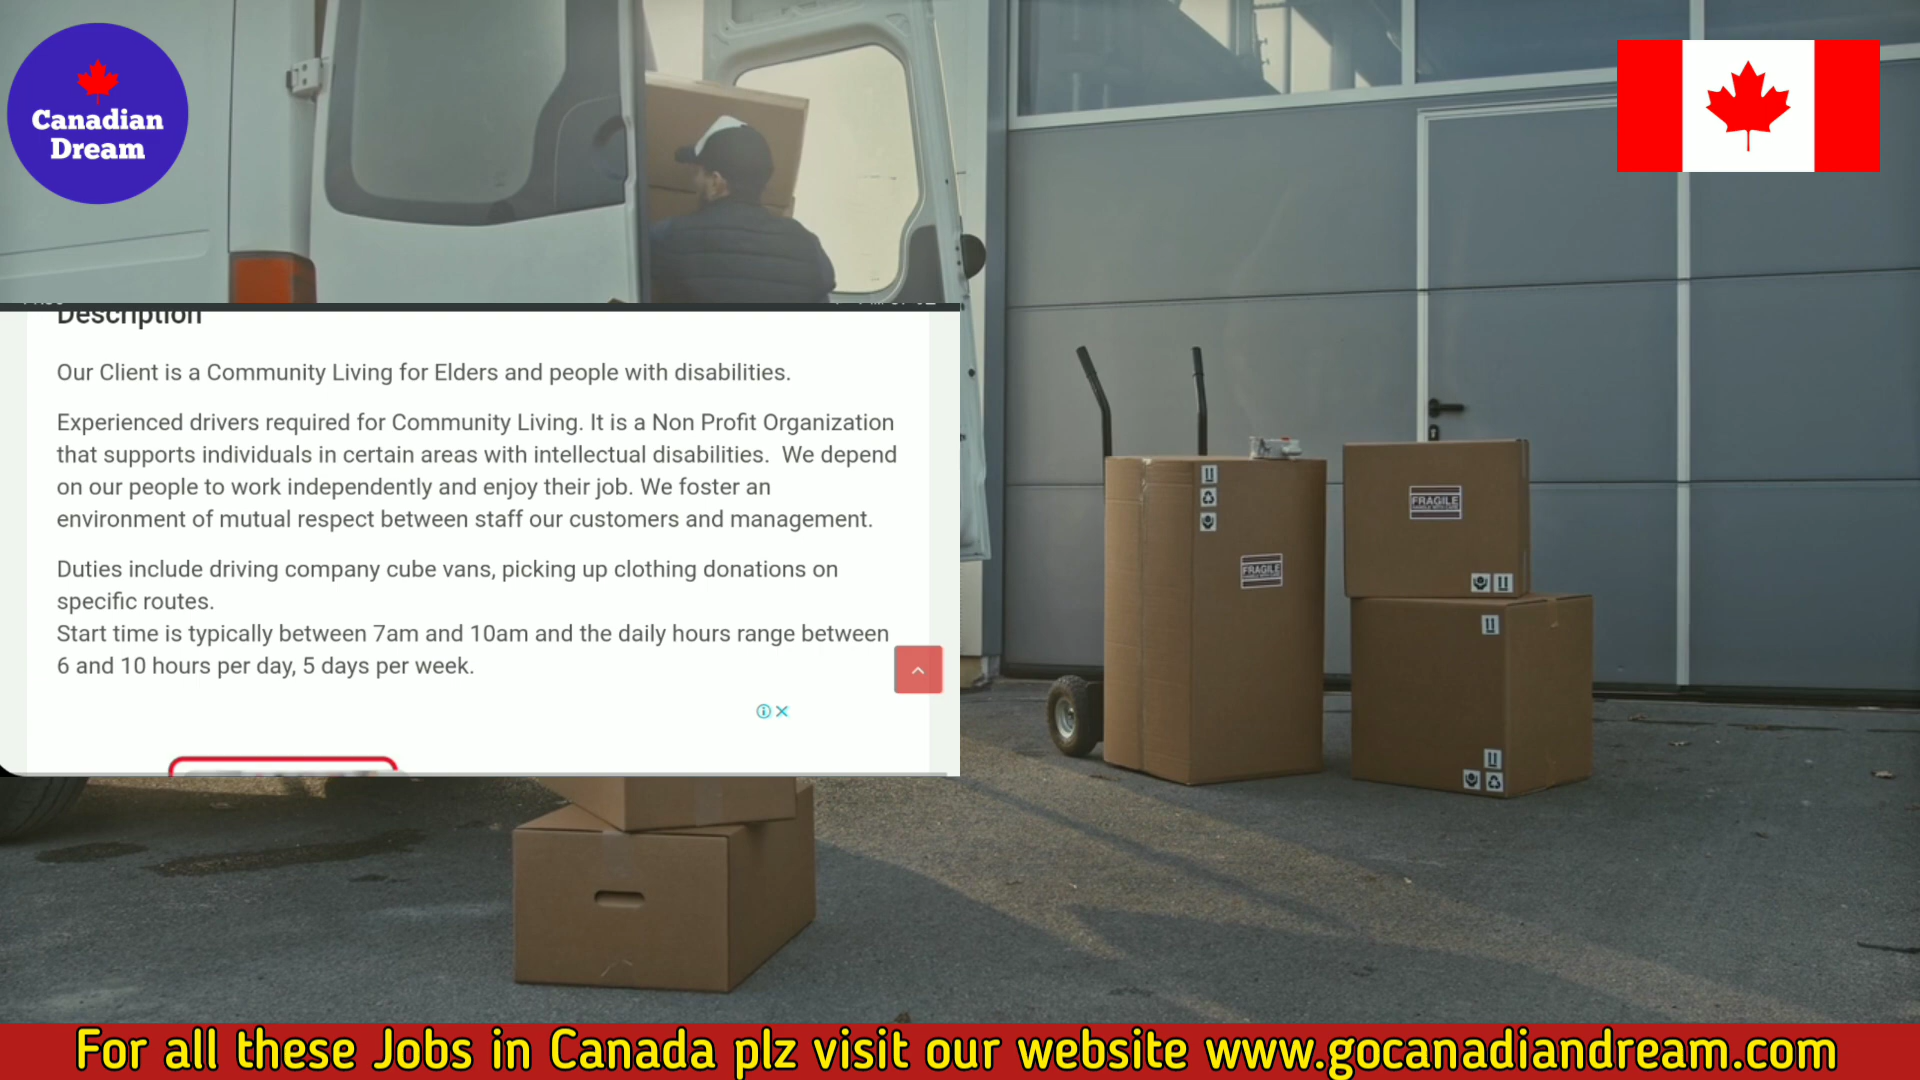 Canadian
Dream
Description
Our Client is a Community Living for Elders and people with disabilities.
Experienced drivers required for Community Living. It is a Non Profit Organization
that supports individuals in certain areas with intellectual disabilities.  We depend
on our people to work independently and enjoy their job. We foster an
environment of mutual respect between staff our customers and management.
Duties include driving company cube vans, picking up clothing donations on
specific routes.
Start time is typically between 7am and 10am and the daily hours range between
6 and 10 hours per day, 5 days per week.
FRAGILE
FRAGILE
For all these Jobs in Canada plz visit our website www.gocanadiandream.com